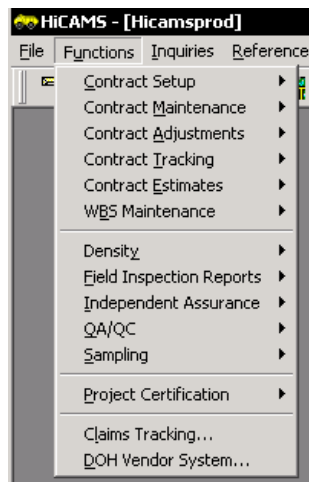 HiCAMS - [Hicamsprod]
File Functions Inquiries Reference
Contract Setup
Contract Maintenance
Contract Adjustments
Contract Tracking
Contract Estimates
WBS Maintenance
Density
Field Inspection Reports
Independent Assurance
QA/QC
Sampling
Project Certification
Claims Tracking...
DOH Vendor System...